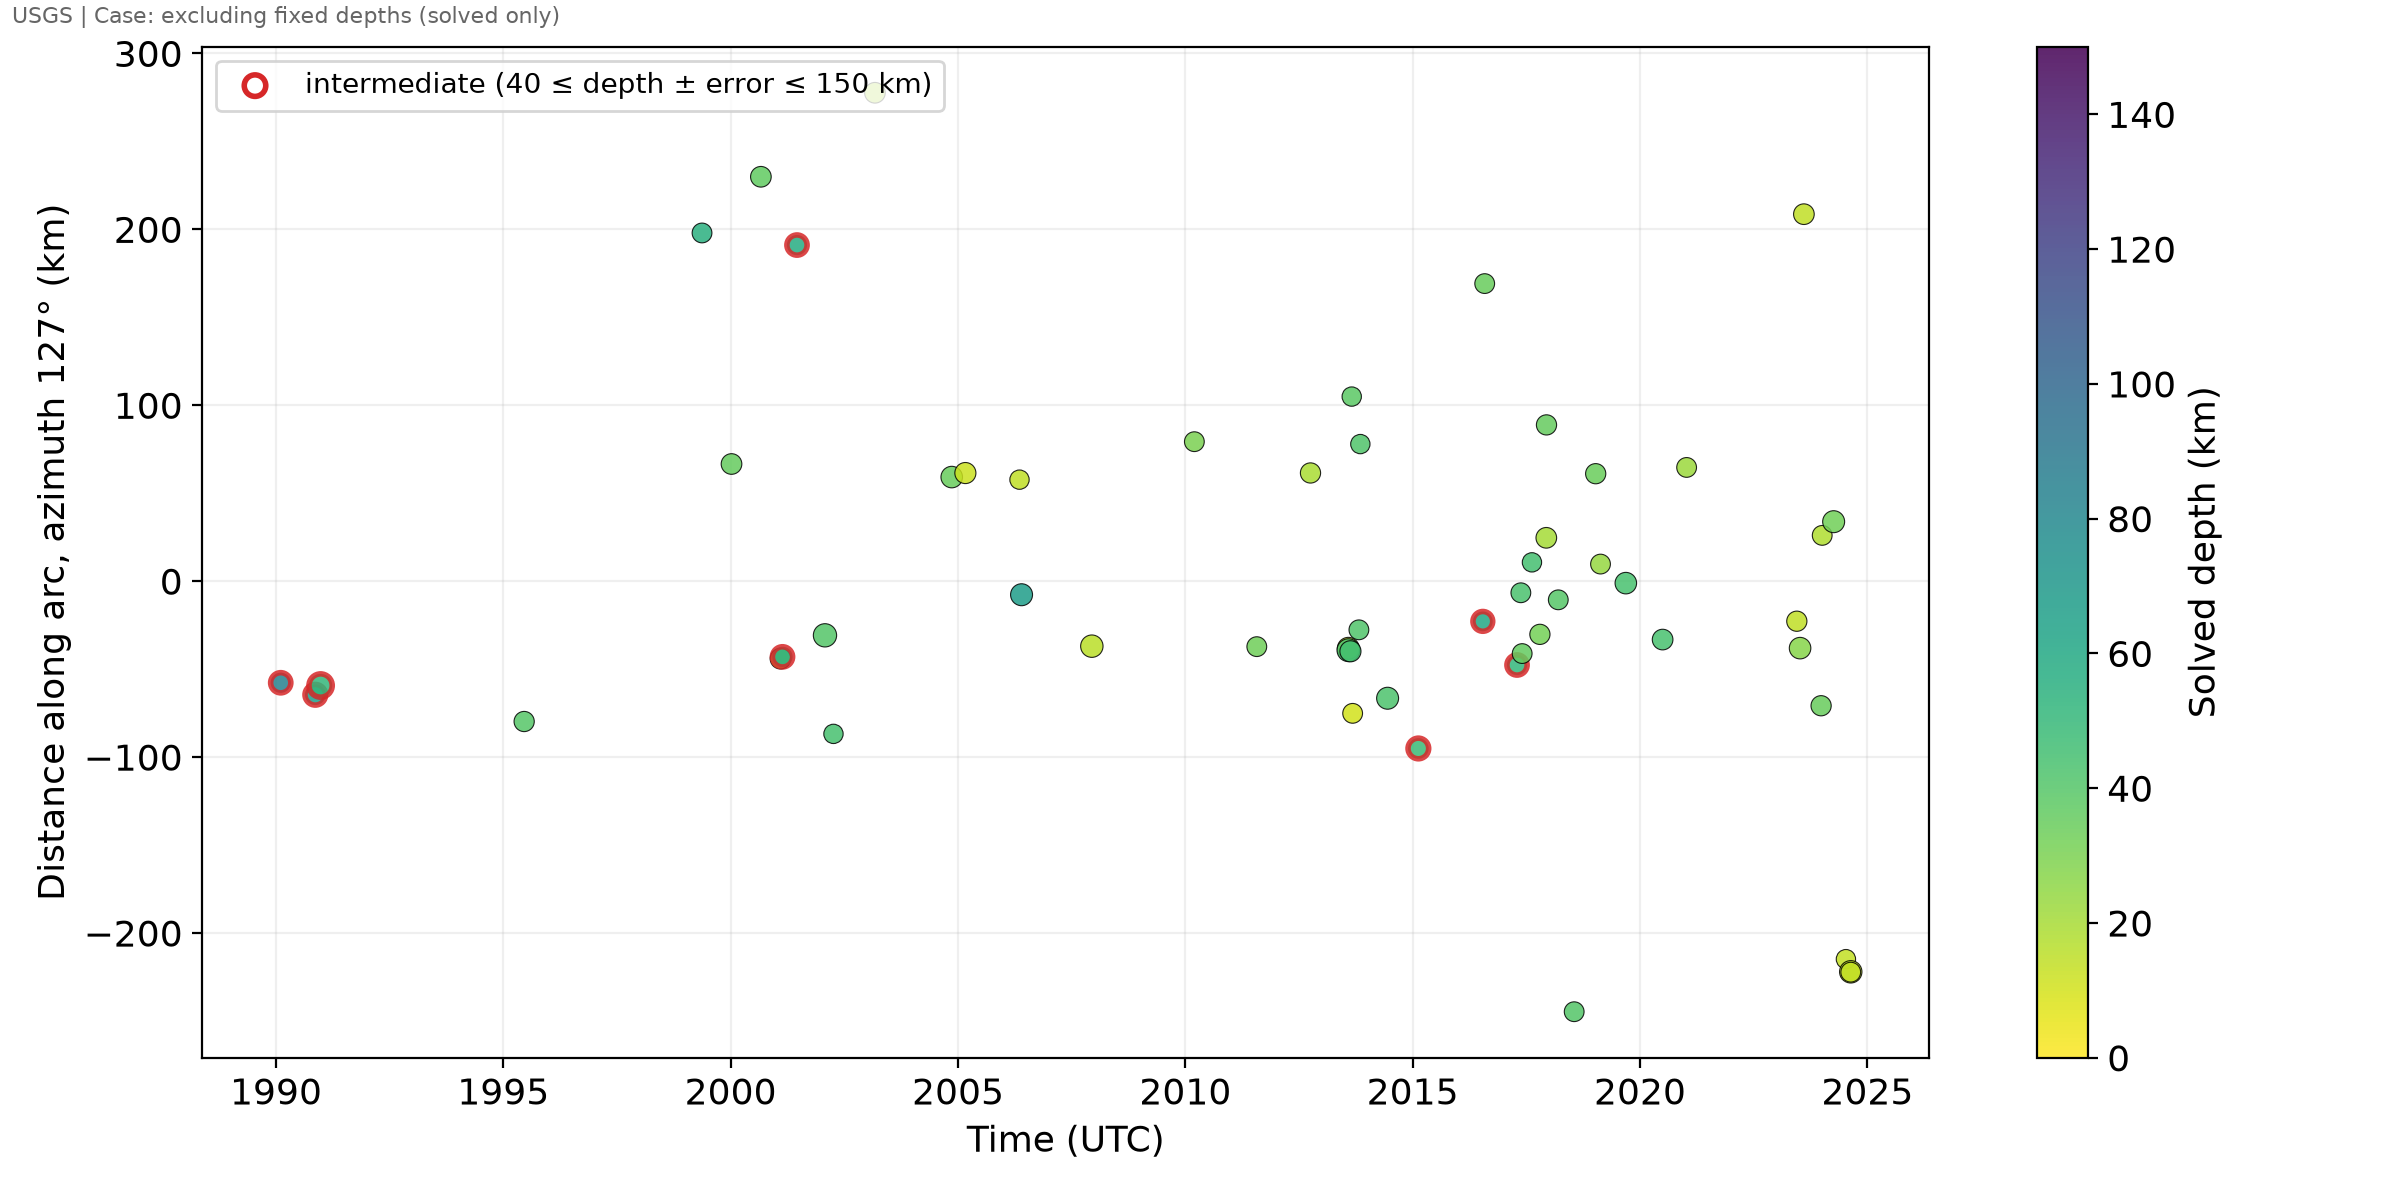 USGS | Case: excluding fixed depths (solved only)
intermediate (40 ≤ depth ± error ≤ 150 km)
Distance along arc, azimuth 127° (km)
300
200
100
0
−100
−200
1990 1995 2000 2005 2010 2015 2020 2025
Time (UTC)
140
120
100
80
60
40
20
0
Solved depth (km)